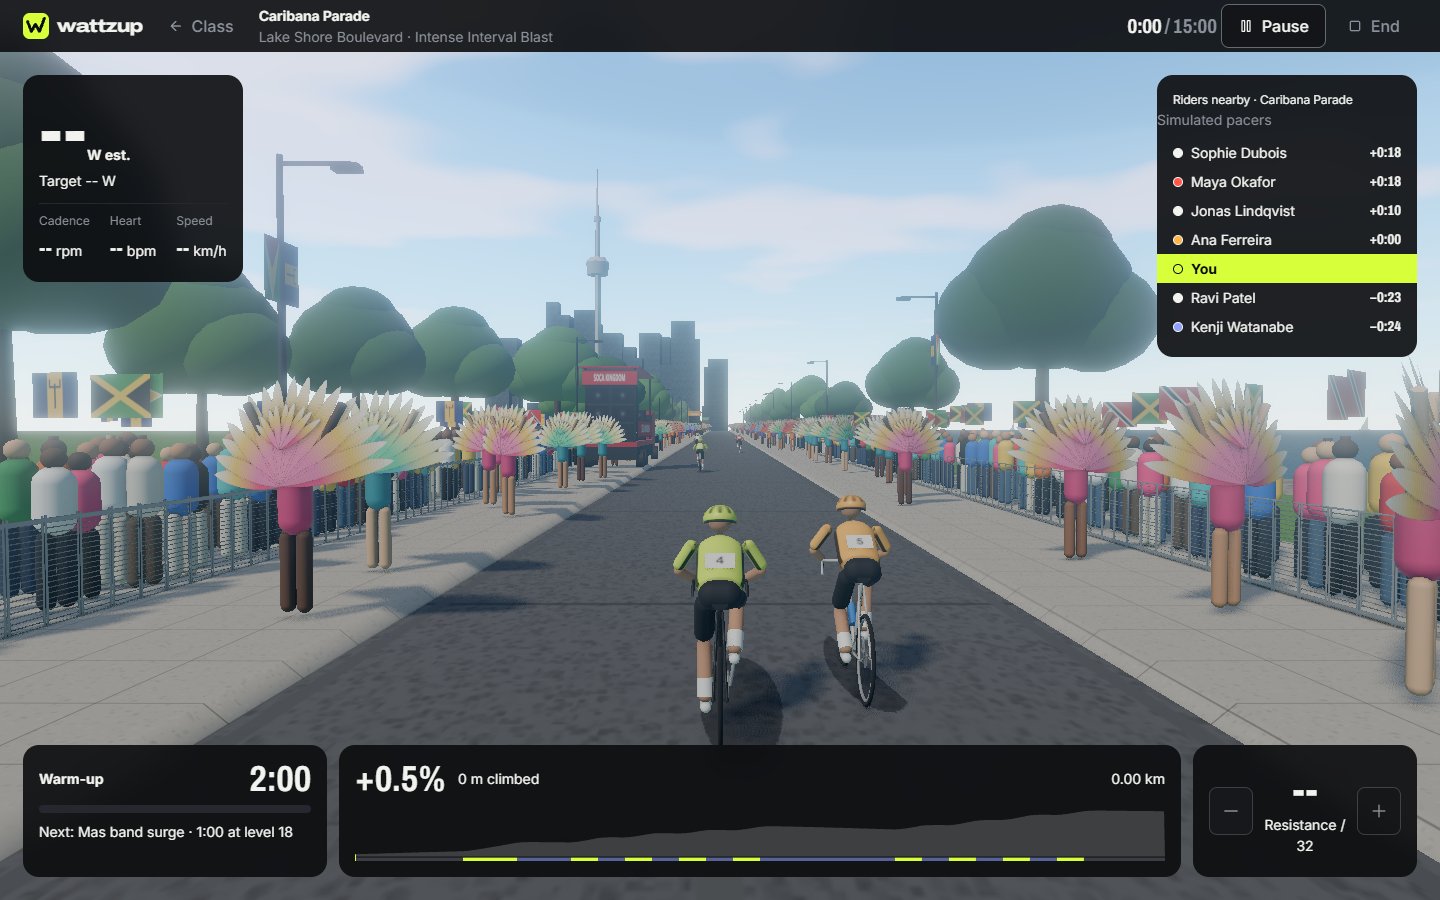 wattzup
Class
Caribana Parade
Lake Shore Boulevard · Intense Interval Blast
0:00 / 15:00
Pause
End
-- W est.
Target -- W
Cadence Heart Speed
-- rpm -- bpm -- km/h
Riders nearby · Caribana Parade
Simulated pacers
Sophie Dubois +0:18
Maya Okafor +0:18
Jonas Lindqvist +0:10
Ana Ferreira +0:00
You
Ravi Patel −0:23
Kenji Watanabe −0:24
SOCA KINGDOM
4
5
Warm-up 2:00
Next: Mas band surge · 1:00 at level 18
+0.5% 0 m climbed 0.00 km
--
Resistance /
32